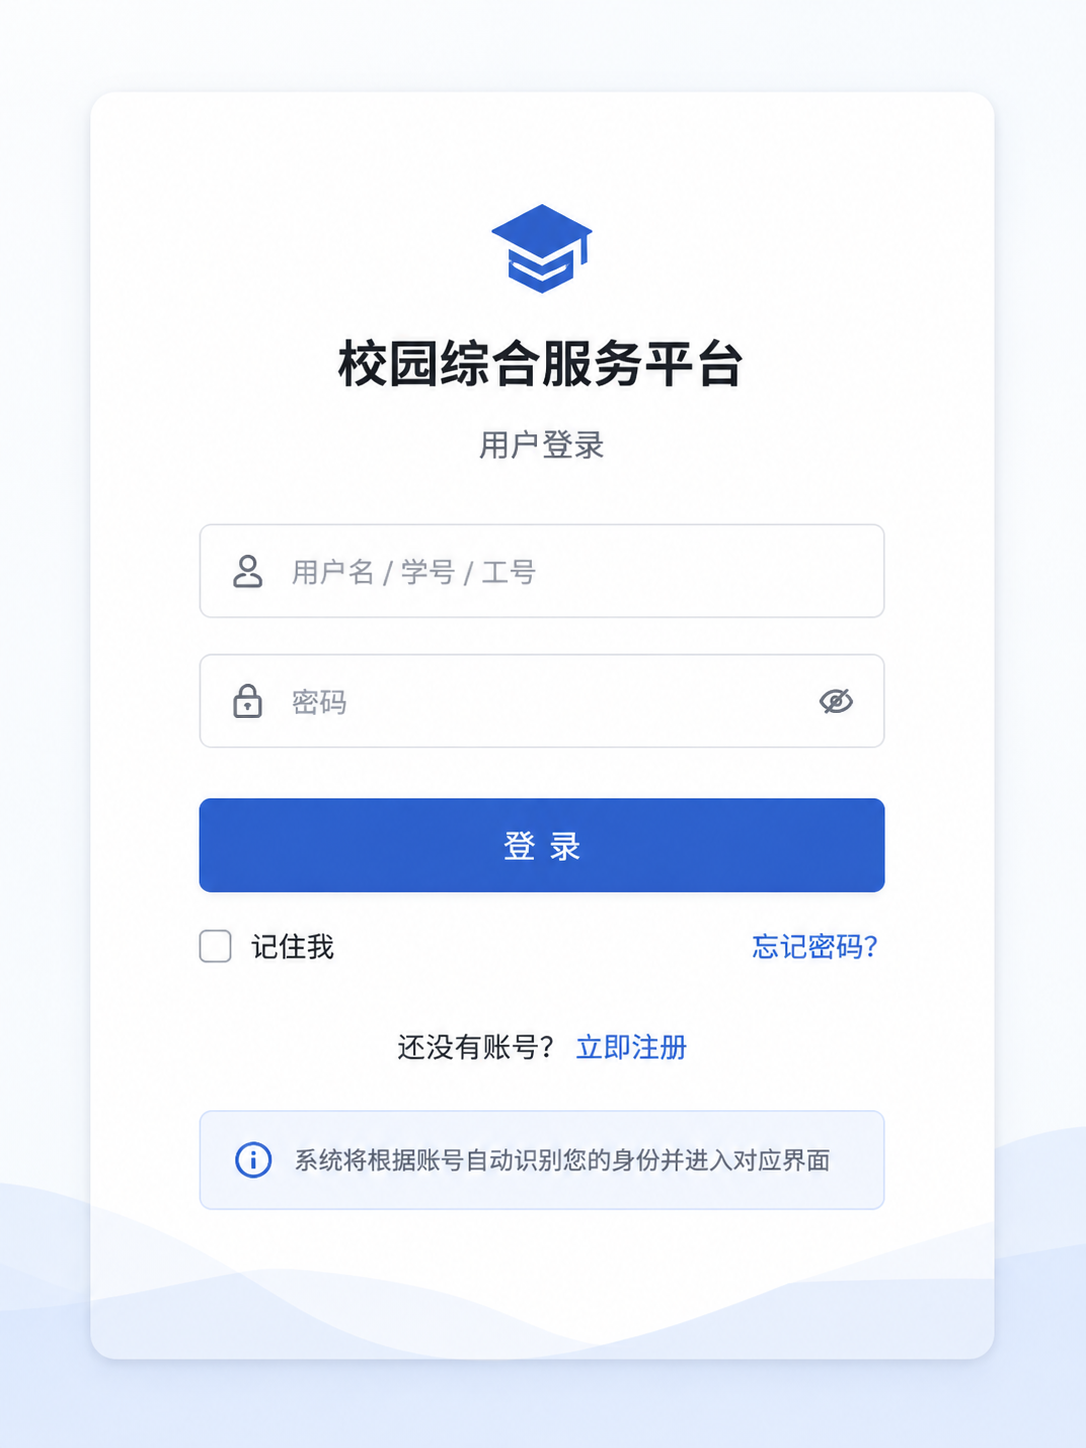 校园综合服务平台
用户登录
用户名 / 学号 / 工号
密码
登 录
记住我 忘记密码?
还没有账号? 立即注册
系统将根据账号自动识别您的身份并进入对应界面